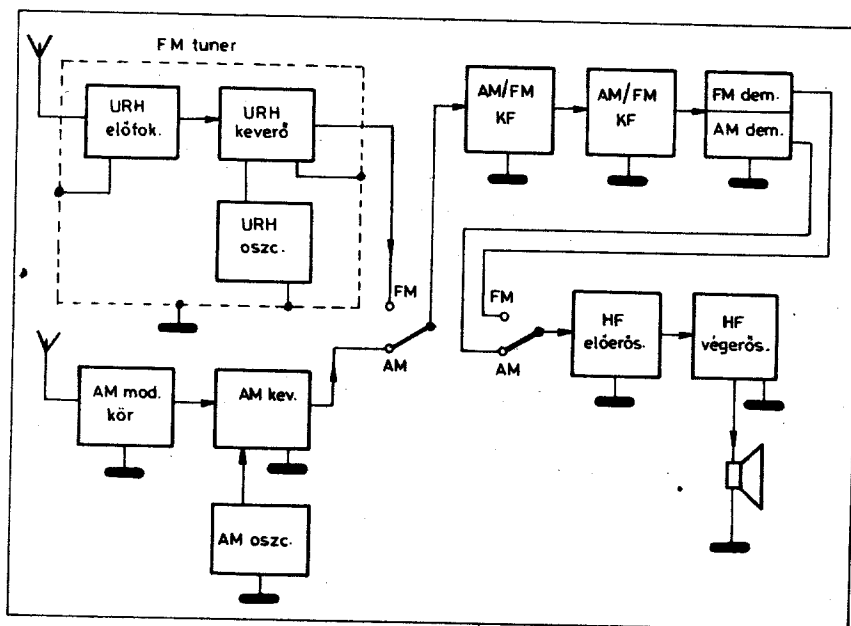 FM tuner
URH
előfok.
URH
keverő
URH
oszc.
FM
AM
AM mod.
kör
AM kev.
AM oszc.
AM/FM
KF
AM/FM
KF
FM dem.
AM dem.
FM
AM
HF
előerős.
HF
végerős.